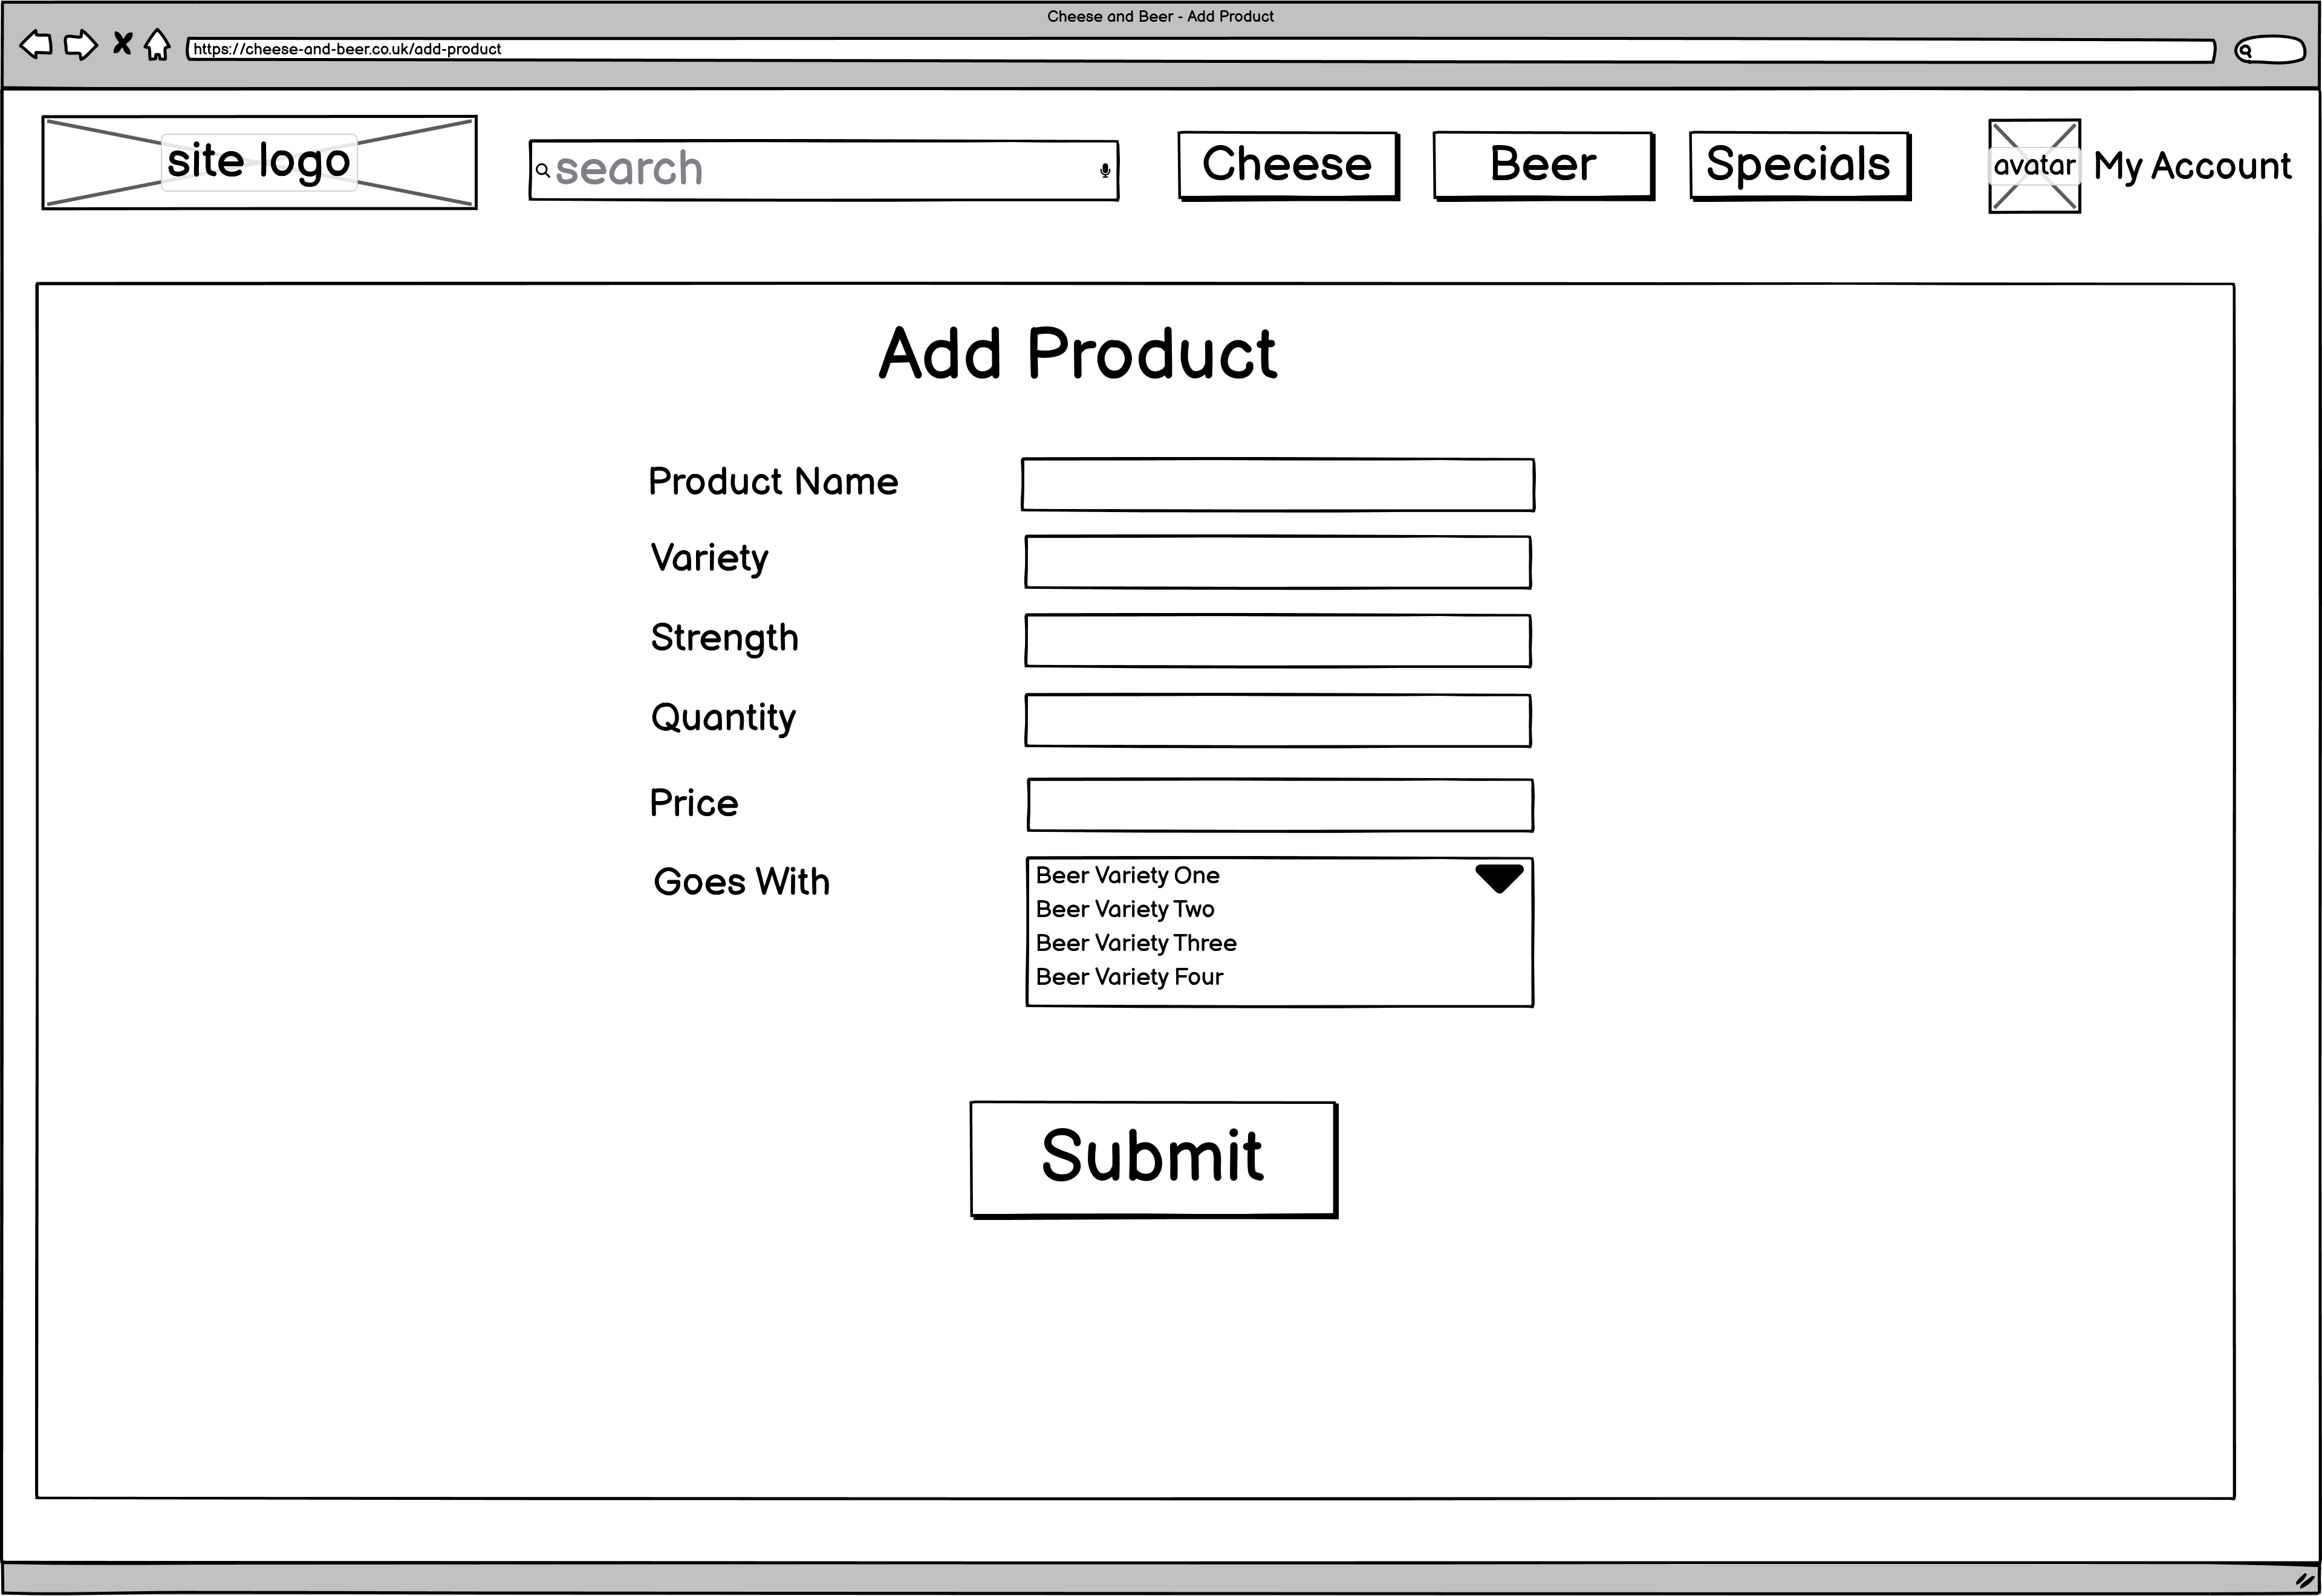 Cheese and Beer - Add Product
https://cheese-and-beer.co.uk/add-product
site logo
search
Cheese
Beer
Specials
avatar
My Account
Add Product
Product Name
Variety
Strength
Quantity
Price
Goes With
Beer Variety One
Beer Variety Two
Beer Variety Three
Beer Variety Four
Submit